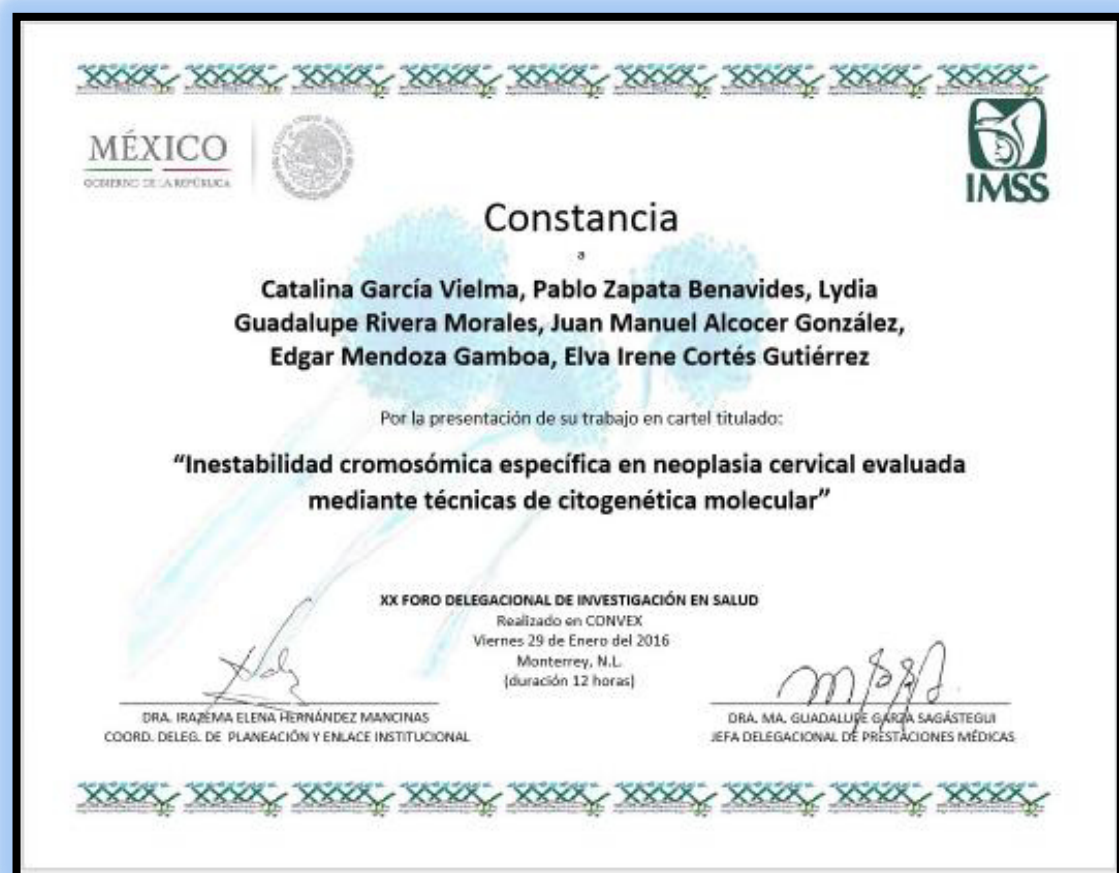 MÉXICO
GOBIERNO DE LA REPÚBLICA
IMSS
Constancia
a
Catalina García Vielma, Pablo Zapata Benavides, Lydia
Guadalupe Rivera Morales, Juan Manuel Alcocer González,
Edgar Mendoza Gamboa, Elva Irene Cortés Gutiérrez
Por la presentación de su trabajo en cartel titulado:
“Inestabilidad cromosómica específica en neoplasia cervical evaluada
mediante técnicas de citogenética molecular”
XX FORO DELEGACIONAL DE INVESTIGACIÓN EN SALUD
Realizado en CONVEX
Viernes 29 de Enero del 2016
Monterrey, N.L.
(duración 12 horas)
DRA. IRAZEMA ELENA HERNÁNDEZ MANCINAS
COORD. DELEG. DE PLANEACIÓN Y ENLACE INSTITUCIONAL
DRA. MA. GUADALUPE GARZA SAGÁSTEGUI
JEFA DELEGACIONAL DE PRESTACIONES MÉDICAS